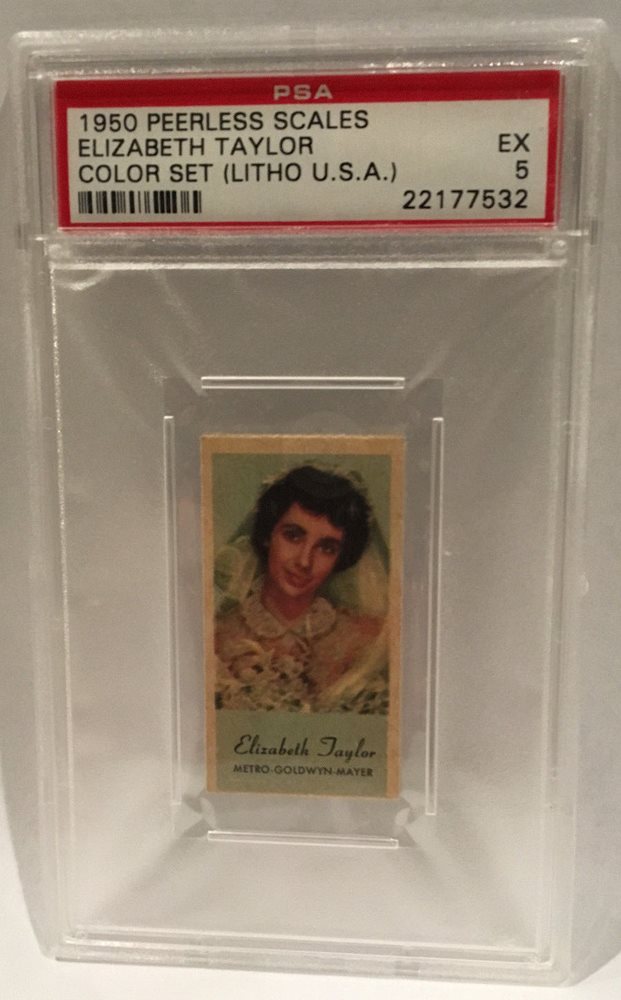 PSA
1950 PEERLESS SCALES
ELIZABETH TAYLOR EX
COLOR SET (LITHO U.S.A.) 5
22177532
Elizabeth Taylor
METRO-GOLDWYN-MAYER